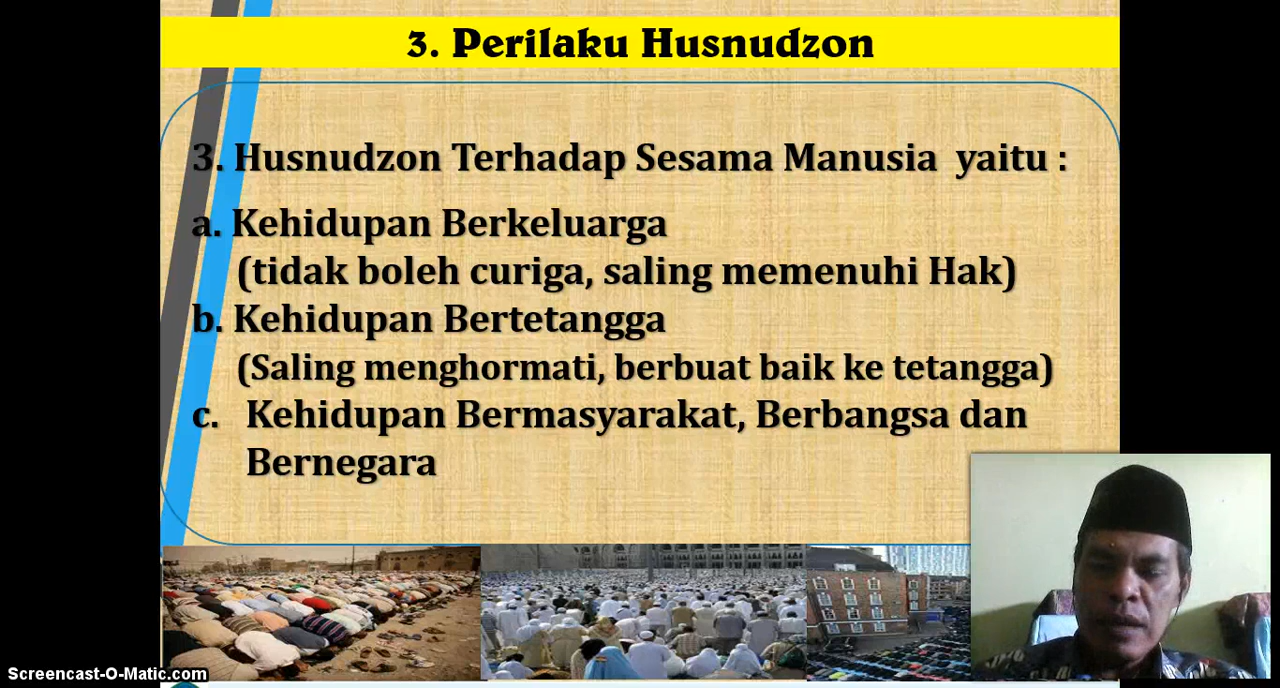 3. Perilaku Husnudzon
3. Husnudzon Terhadap Sesama Manusia yaitu :
a. Kehidupan Berkeluarga
(tidak boleh curiga, saling memenuhi Hak)
b. Kehidupan Bertetangga
(Saling menghormati, berbuat baik ke tetangga)
c. Kehidupan Bermasyarakat, Berbangsa dan
Bernegara
Screencast-O-Matic.com